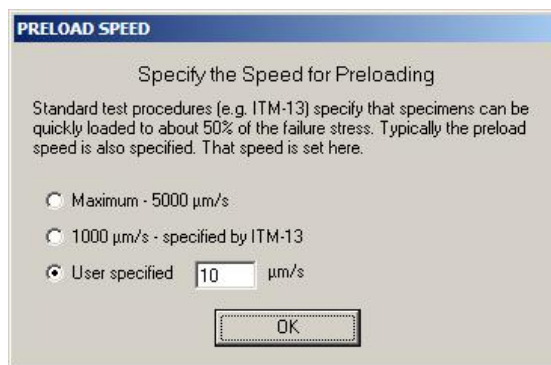 PRELOAD SPEED
Specify the Speed for Preloading
Standard test procedures (e.g. ITM-13) specify that specimens can be
quickly loaded to about 50% of the failure stress. Typically the preload
speed is also specified. That speed is set here.
Maximum - 5000 µm/s
1000 µm/s - specified by ITM-13
User specified 10 µm/s
OK